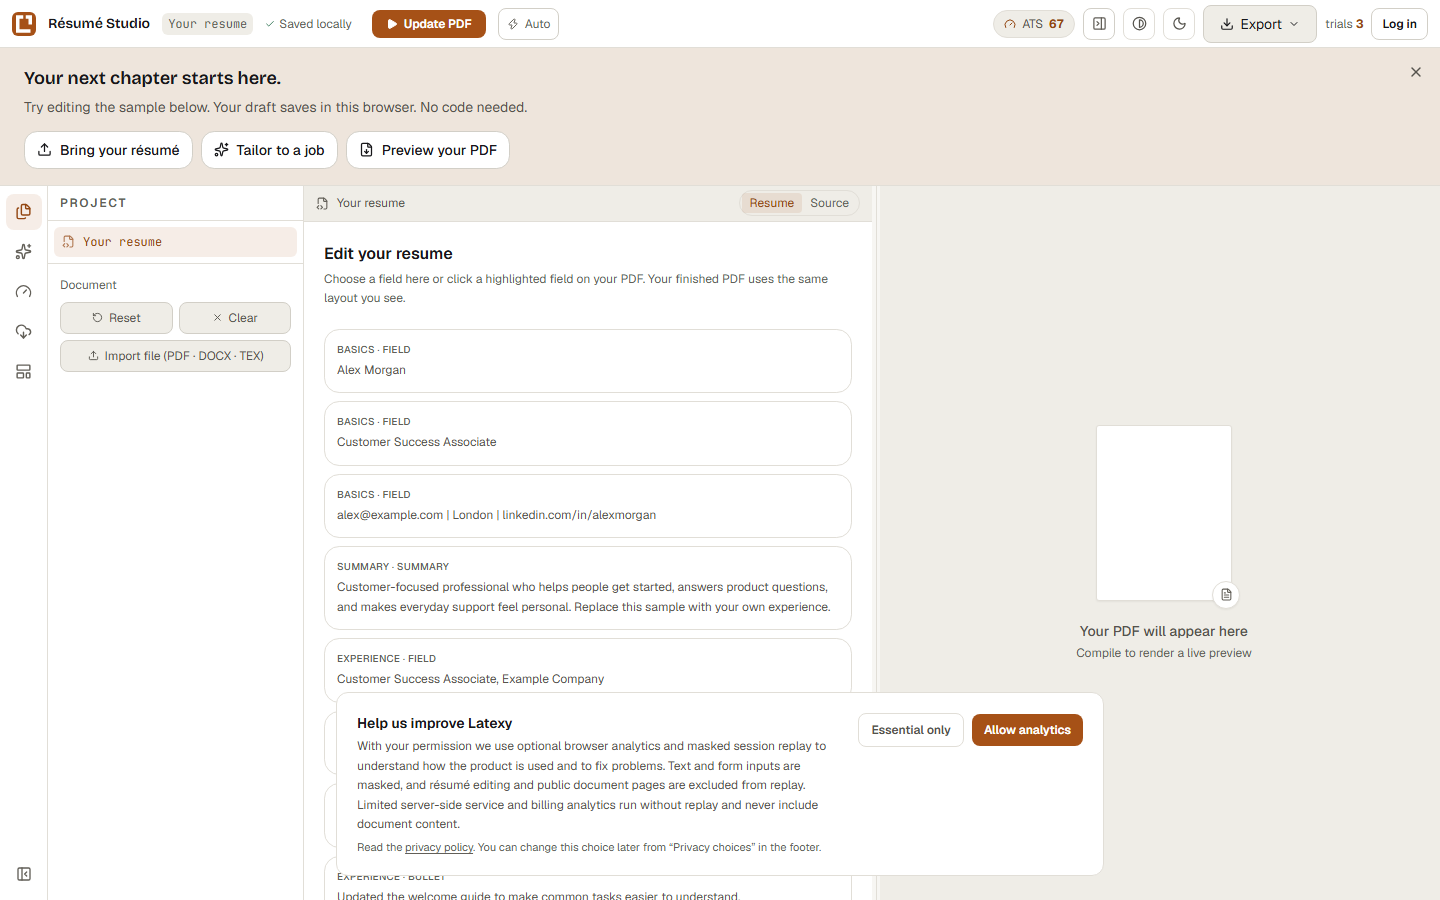 Résumé Studio
Your resume
Saved locally
Update PDF
Auto
ATS 67
Export
trials 3
Log in
Your next chapter starts here.
Try editing the sample below. Your draft saves in this browser. No code needed.
Bring your résumé
Tailor to a job
Preview your PDF
PROJECT
Your resume
Document
Reset
Clear
Import file (PDF · DOCX · TEX)
Your resume
Resume
Source
Edit your resume
Choose a field here or click a highlighted field on your PDF. Your finished PDF uses the same
layout you see.
BASICS · FIELD
Alex Morgan
BASICS · FIELD
Customer Success Associate
BASICS · FIELD
alex@example.com | London | linkedin.com/in/alexmorgan
SUMMARY · SUMMARY
Customer-focused professional who helps people get started, answers product questions,
and makes everyday support feel personal. Replace this sample with your own experience.
EXPERIENCE · FIELD
Customer Success Associate, Example Company
EXPERIENCE · BULLET
Updated the welcome guide to make common tasks easier to understand.
Your PDF will appear here
Compile to render a live preview
Help us improve Latexy
With your permission we use optional browser analytics and masked session replay to
understand how the product is used and to fix problems. Text and form inputs are
masked, and résumé editing and public document pages are excluded from replay.
Limited server-side service and billing analytics run without replay and never include
document content.
Read the privacy policy. You can change this choice later from “Privacy choices” in the footer.
Essential only
Allow analytics